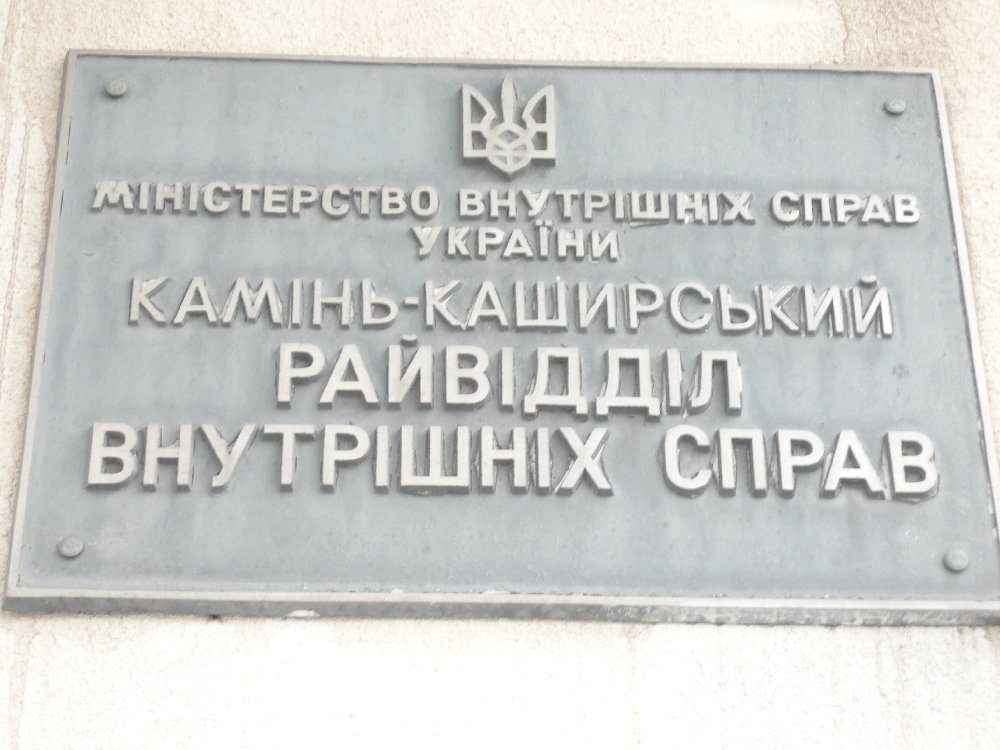 МІНІСТЕРСТВО ВНУТРІШНІХ СПРАВ
УКРАЇНИ
КАМІНЬ-КАШИРСЬКИЙ
РАЙВІДДІЛ
ВНУТРІШНІХ СПРАВ